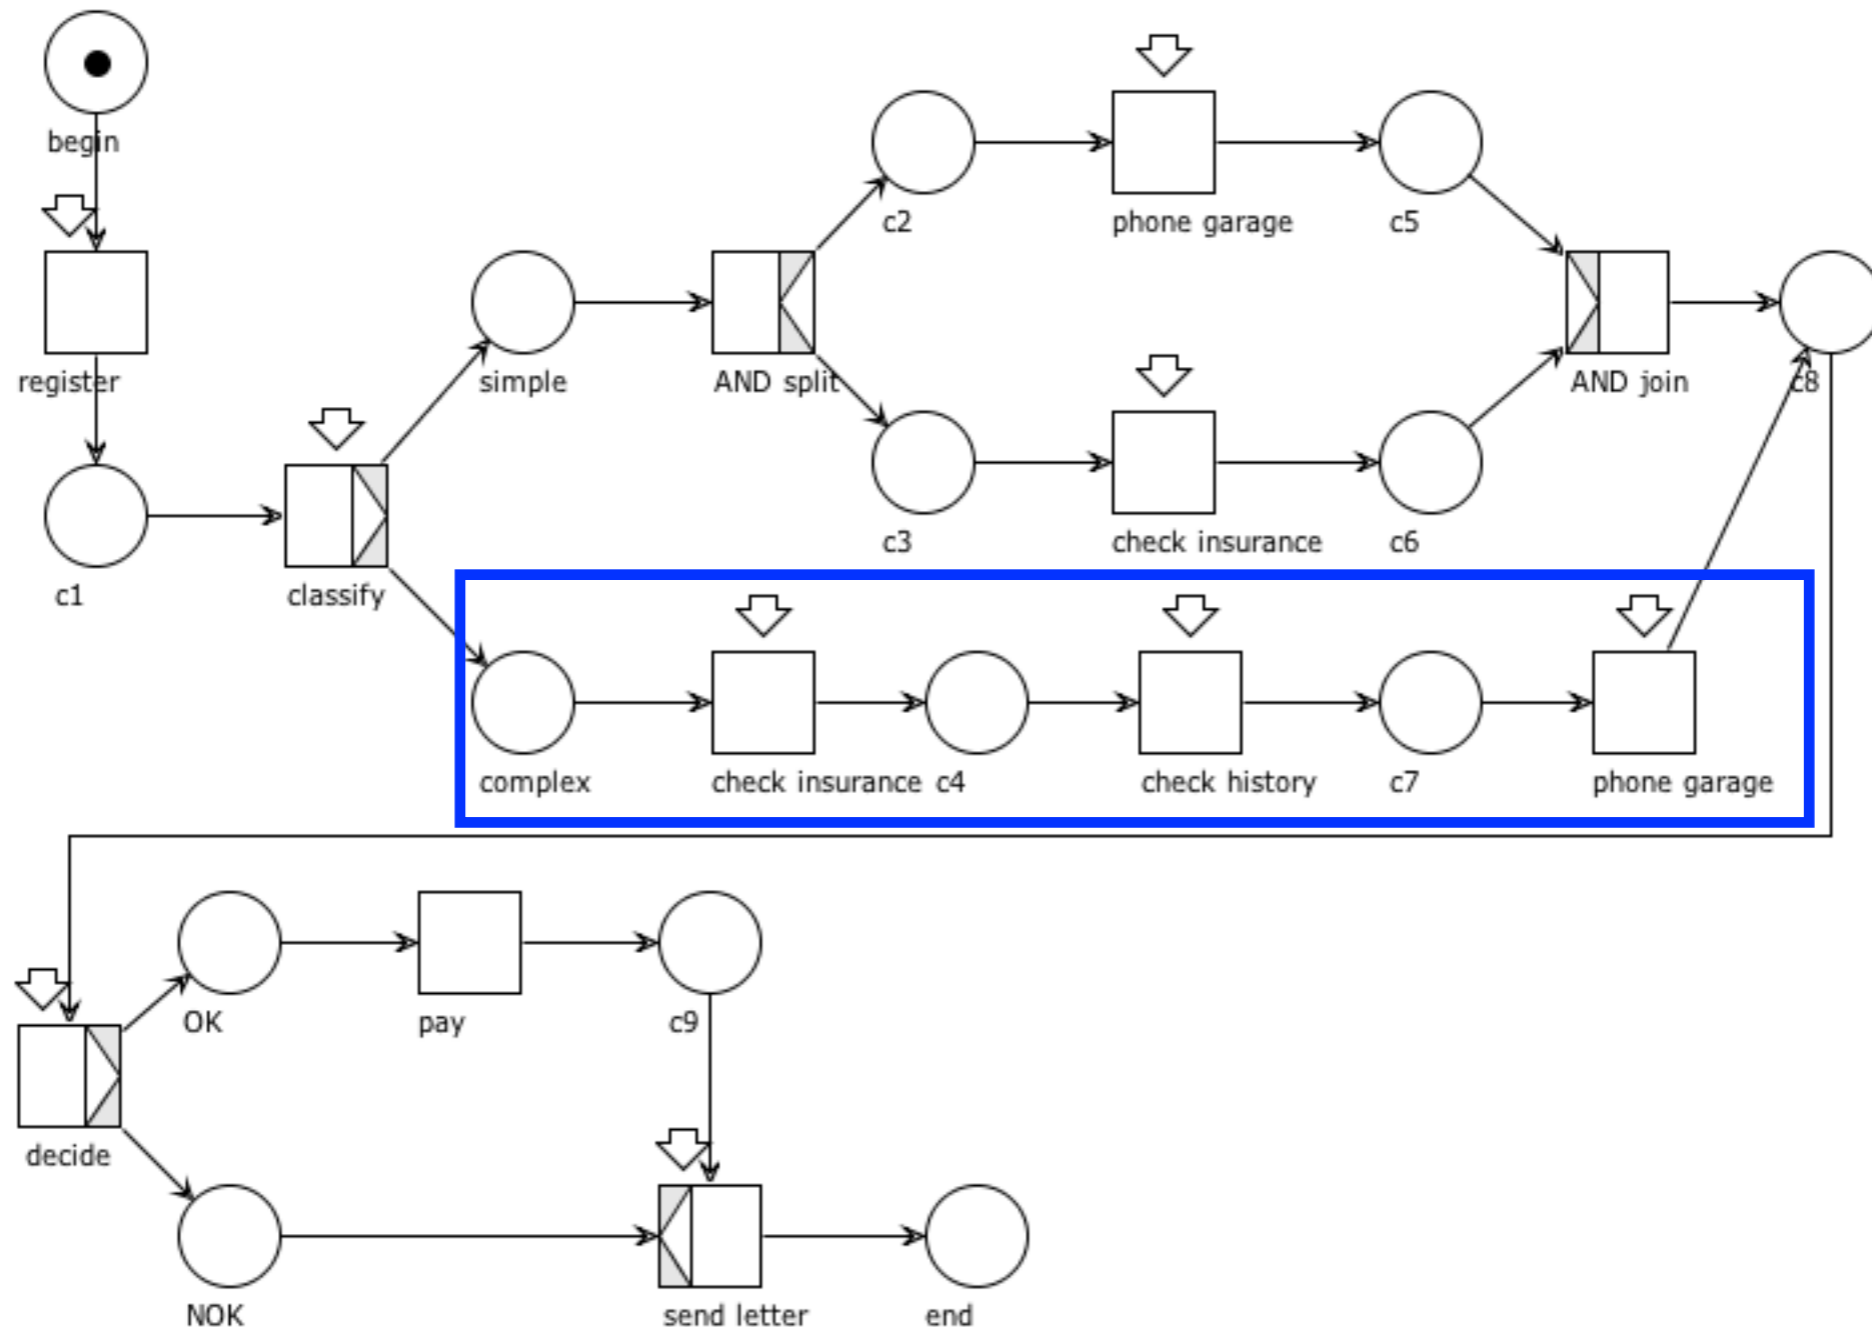 begin
c2
phone garage
c5
register
simple
AND split
AND join
c8
c3
check insurance
c6
c1
classify
complex
check insurance
c4
check history
c7
phone garage
OK
pay
c9
decide
NOK
send letter
end